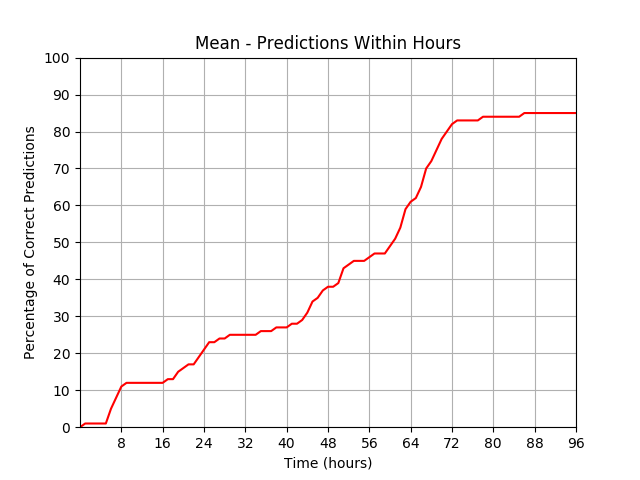 Mean - Predictions Within Hours
100
90
80
70
60
50
40
30
20
10
0
Percentage of Correct Predictions
8 16 24 32 40 48 56 64 72 80 88 96
Time (hours)